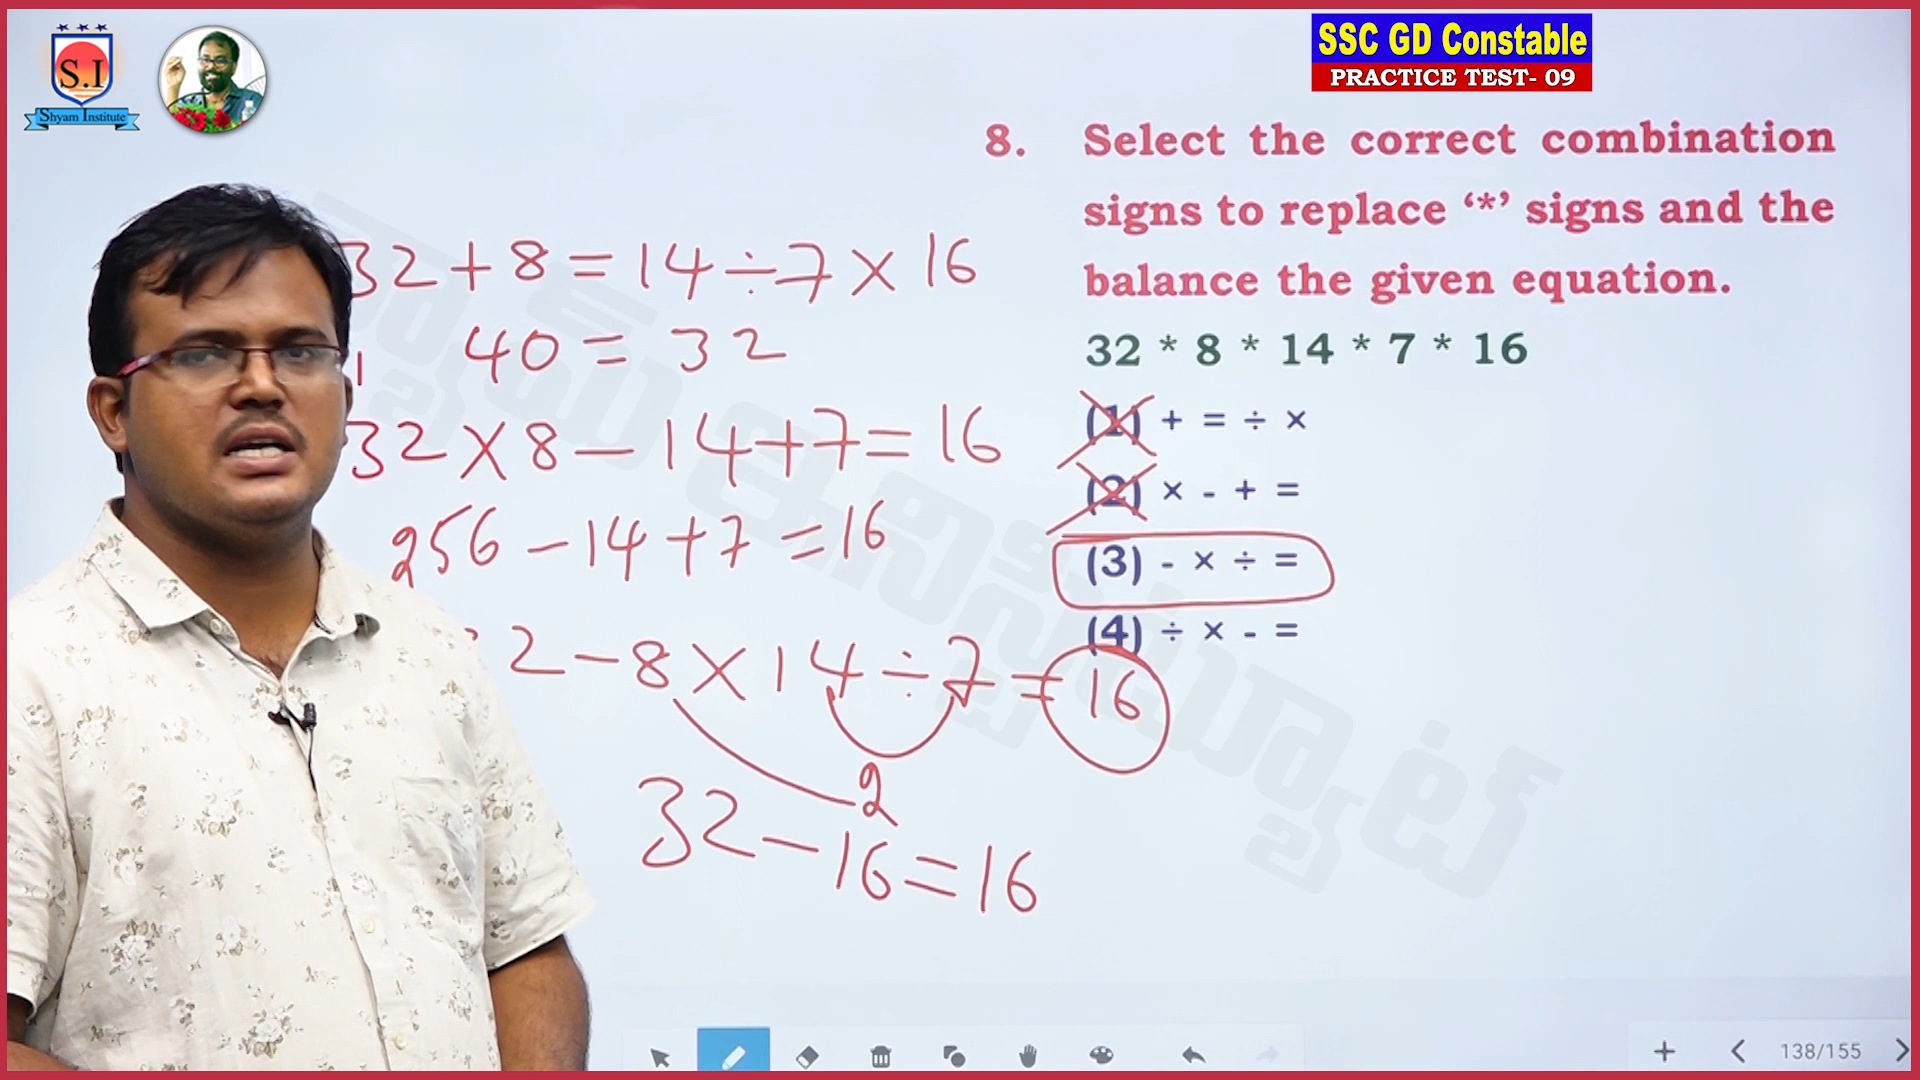 S.I
Shyam Institute
SSC GD Constable
PRACTICE TEST- 09
8. Select the correct combination
signs to replace ‘*’ signs and the
balance the given equation.
32 * 8 * 14 * 7 * 16
(1) + = ÷ ×
(2) × - + =
(3) - × ÷ =
(4) ÷ × - =
32 + 8 = 14 ÷ 7 × 16
40 = 32
32 × 8 – 14 + 7 = 16
256 – 14 + 7 = 16
2 – 8 × 14 ÷ 7 = 16
2
32 – 16 = 16
138/155